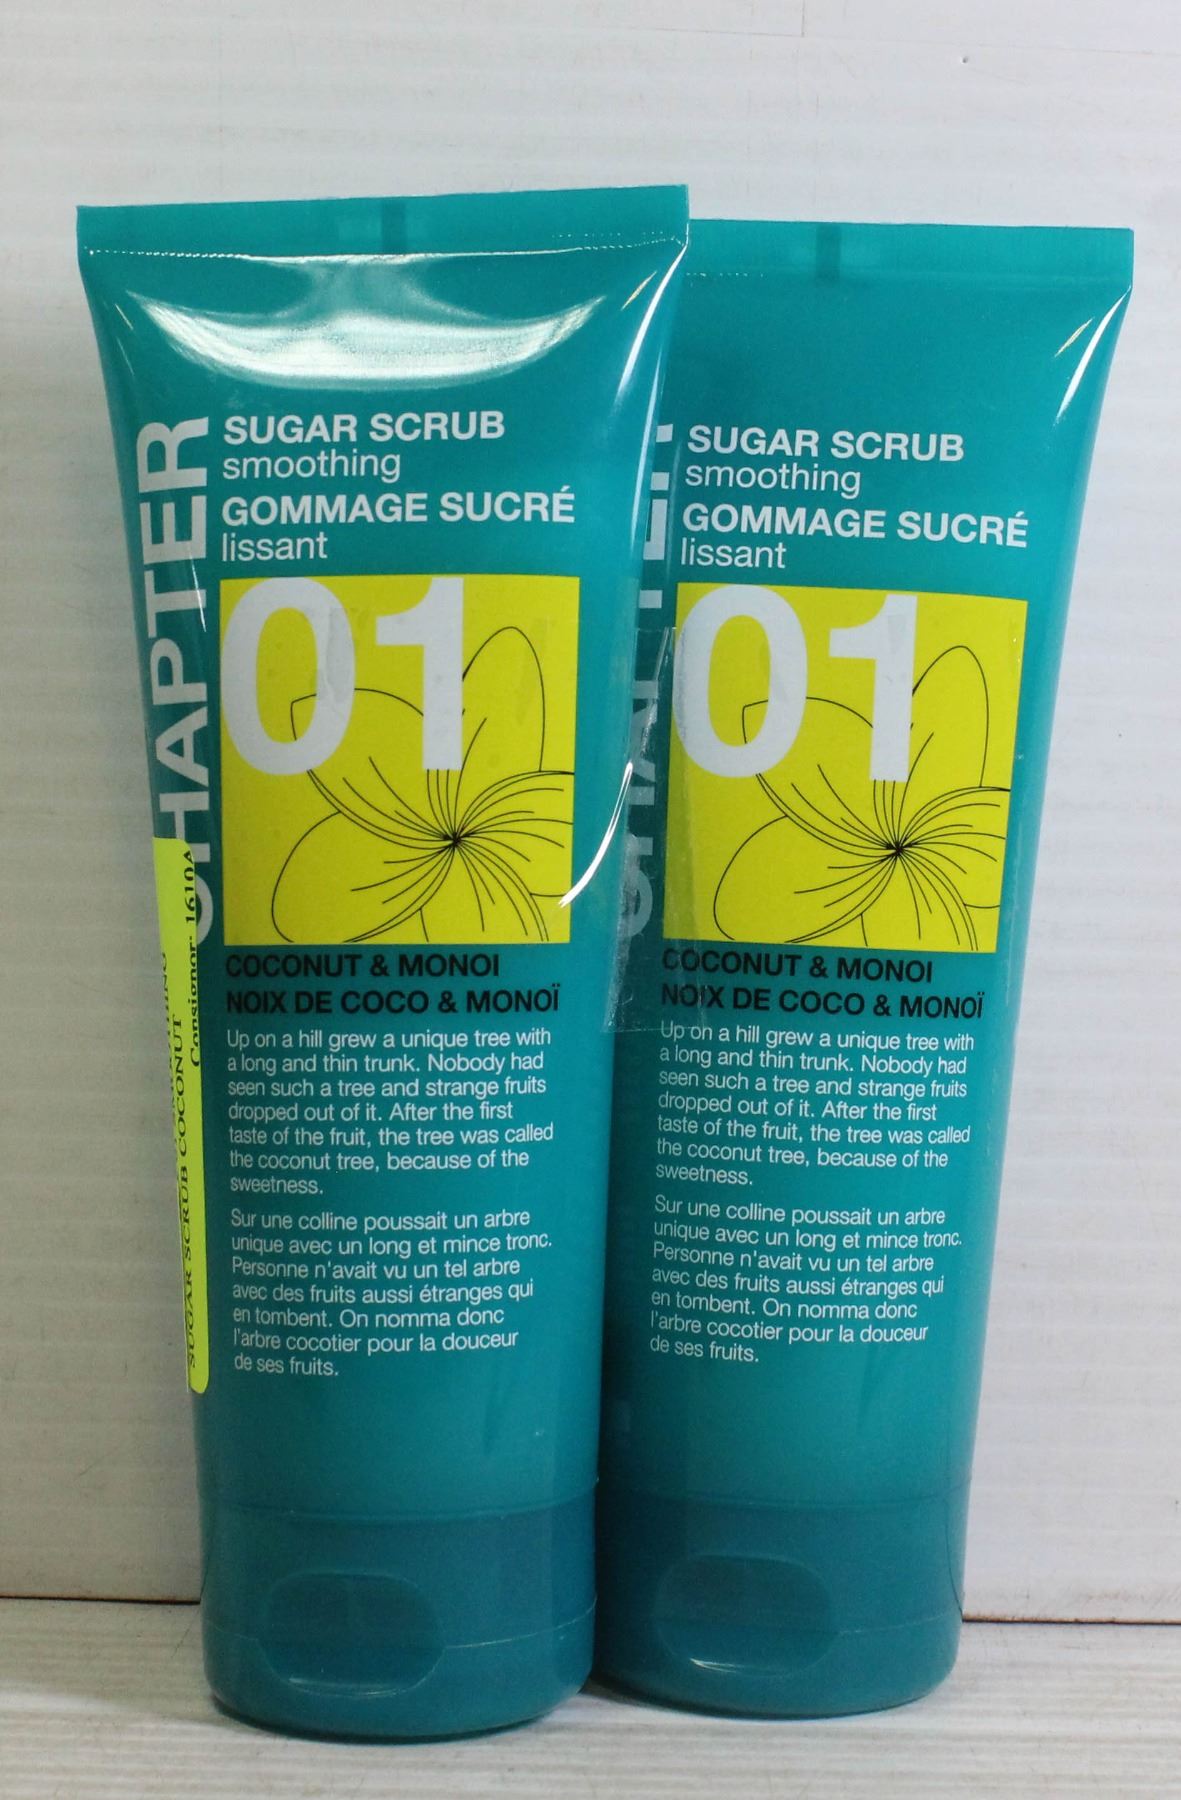 CHAPTER
SUGAR SCRUB
smoothing
GOMMAGE SUCRÉ
lissant
01
COCONUT & MONOI
NOIX DE COCO & MONOÏ
Up on a hill grew a unique tree with
a long and thin trunk. Nobody had
seen such a tree and strange fruits
dropped out of it. After the first
taste of the fruit, the tree was called
the coconut tree, because of the
sweetness.
Sur une colline poussait un arbre
unique avec un long et mince tronc.
Personne n'avait vu un tel arbre
avec des fruits aussi étranges qui
en tombent. On nomma donc
l'arbre cocotier pour la douceur
de ses fruits.
Consignor: 1610A
SUGAR SCRUB COCONUT
CHAPTER
SUGAR SCRUB
smoothing
GOMMAGE SUCRÉ
lissant
01
COCONUT & MONOI
NOIX DE COCO & MONOÏ
Up on a hill grew a unique tree with
a long and thin trunk. Nobody had
seen such a tree and strange fruits
dropped out of it. After the first
taste of the fruit, the tree was called
the coconut tree, because of the
sweetness.
Sur une colline poussait un arbre
unique avec un long et mince tronc.
Personne n'avait vu un tel arbre
avec des fruits aussi étranges qui
en tombent. On nomma donc
l'arbre cocotier pour la douceur
de ses fruits.